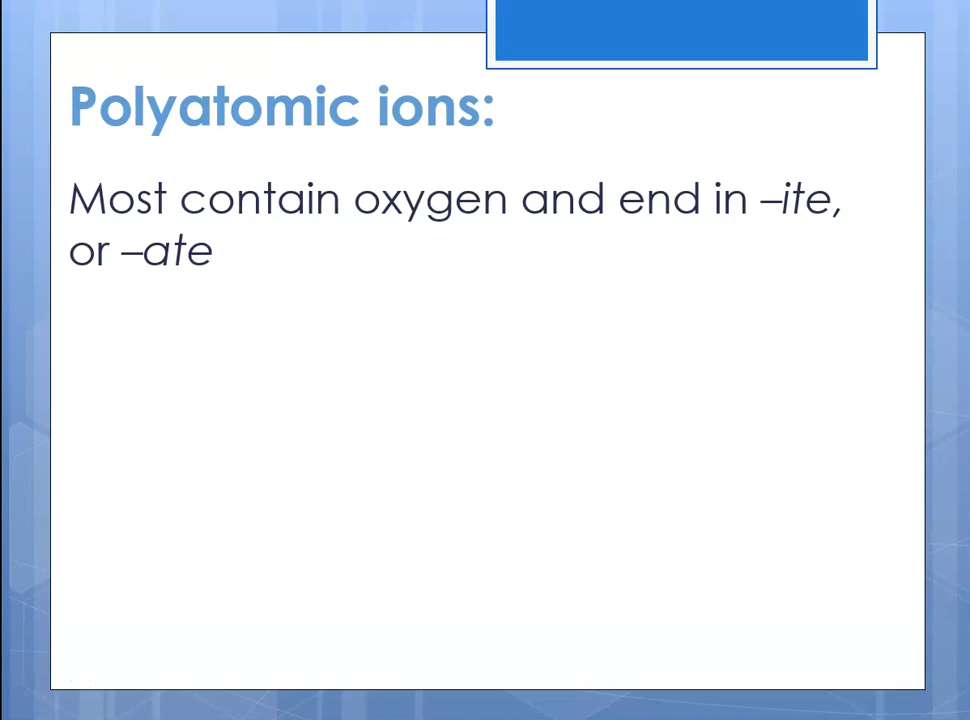 Polyatomic ions:
Most contain oxygen and end in –ite,
or –ate